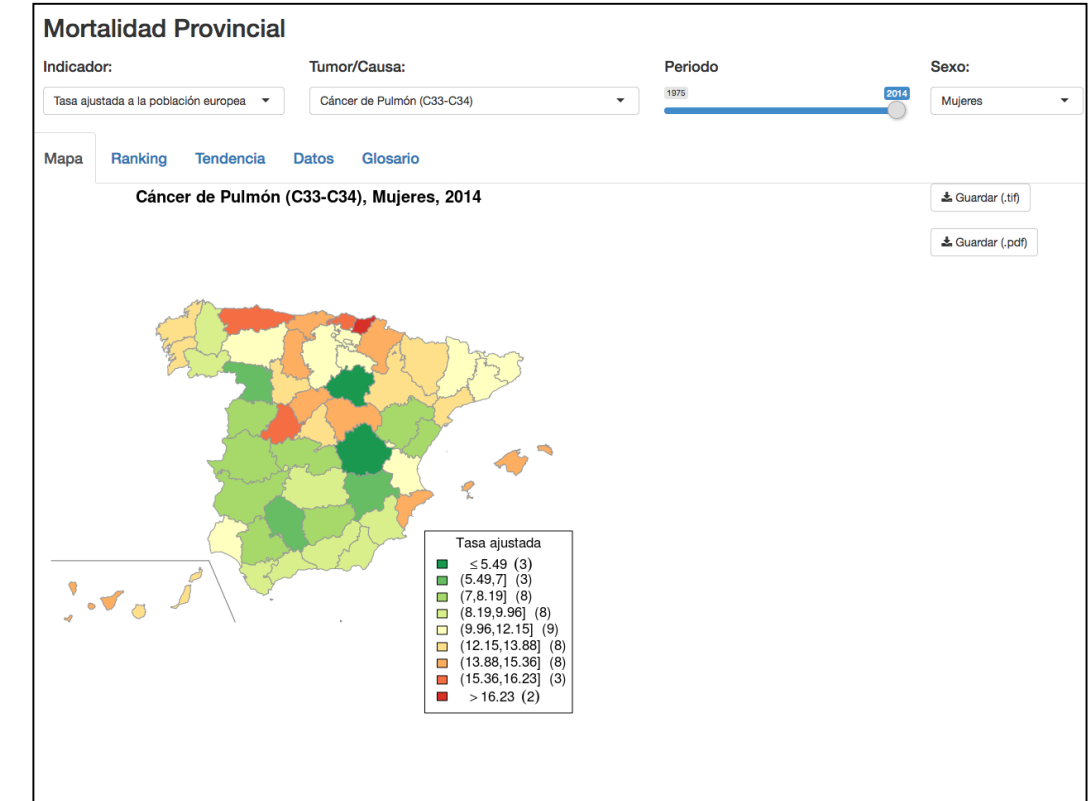 Mortalidad Provincial
Indicador: Tumor/Causa: Periodo Sexo:
Tasa ajustada a la población europea Cáncer de Pulmón (C33-C34) 1975 2014 Mujeres
Mapa Ranking Tendencia Datos Glosario
Cáncer de Pulmón (C33-C34), Mujeres, 2014
Guardar (.tif)
Guardar (.pdf)
Tasa ajustada
≤ 5.49 (3)
(5.49,7] (3)
(7,8.19] (8)
(8.19,9.96] (8)
(9.96,12.15] (9)
(12.15,13.88] (8)
(13.88,15.36] (8)
(15.36,16.23] (3)
> 16.23 (2)